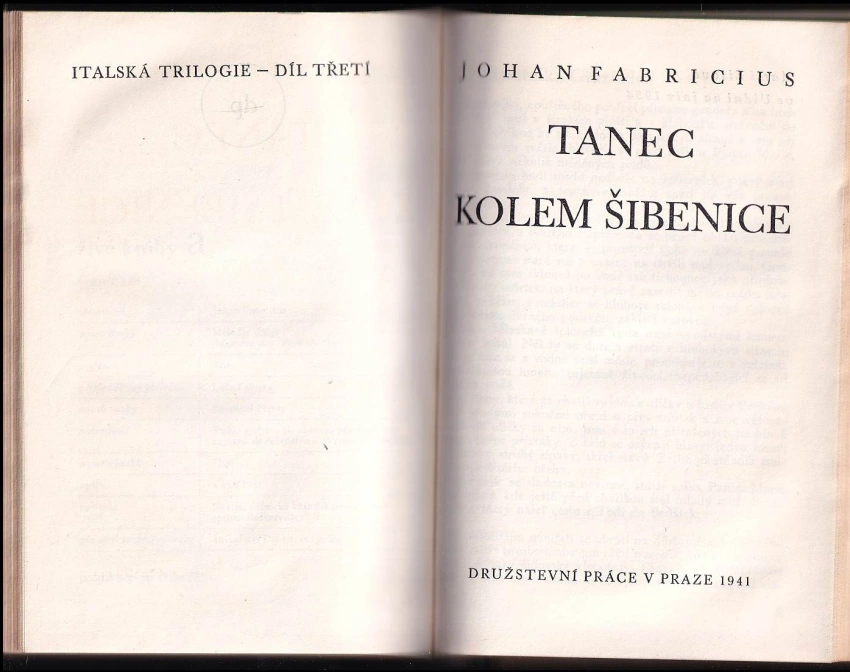 ITALSKÁ TRILOGIE – DÍL TŘETÍ
JOHAN FABRICIUS
TANEC
KOLEM ŠIBENICE
DRUŽSTEVNÍ PRÁCE V PRAZE 1941